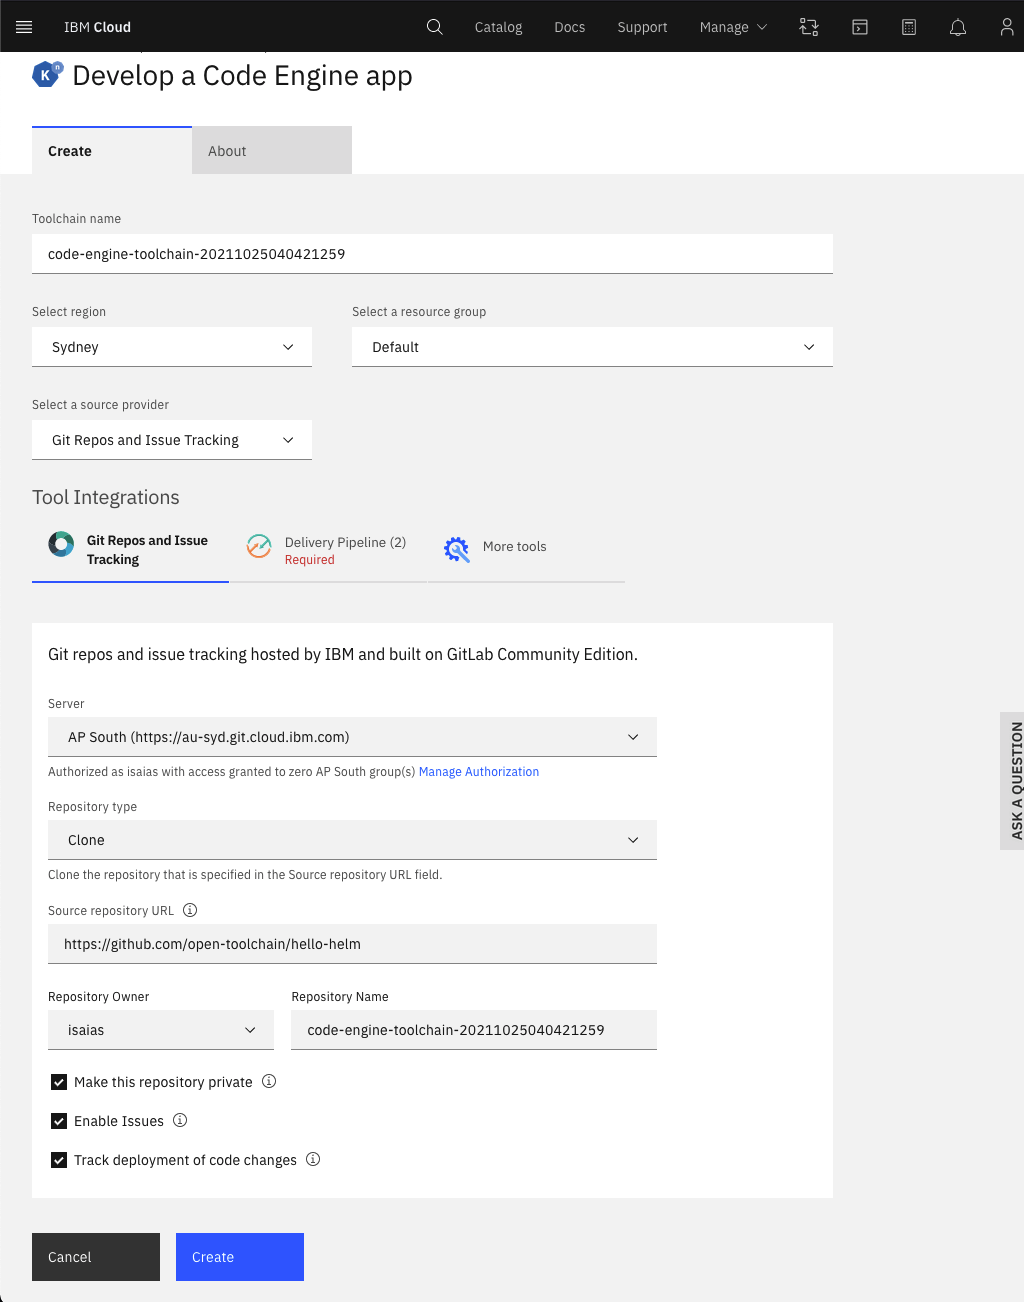 IBM Cloud
Catalog
Docs
Support
Manage
K n
Develop a Code Engine app
Create
About
Toolchain name
code-engine-toolchain-20211025040421259
Select region
Select a resource group
Sydney
Default
Select a source provider
Git Repos and Issue Tracking
Tool Integrations
Git Repos and Issue
Tracking
Delivery Pipeline (2)
Required
More tools
Git repos and issue tracking hosted by IBM and built on GitLab Community Edition.
Server
AP South (https://au-syd.git.cloud.ibm.com)
Authorized as isaias with access granted to zero AP South group(s) Manage Authorization
Repository type
Clone
Clone the repository that is specified in the Source repository URL field.
Source repository URL
https://github.com/open-toolchain/hello-helm
Repository Owner
Repository Name
isaias
code-engine-toolchain-20211025040421259
Make this repository private
Enable Issues
Track deployment of code changes
Cancel
Create
ASK A QUESTION